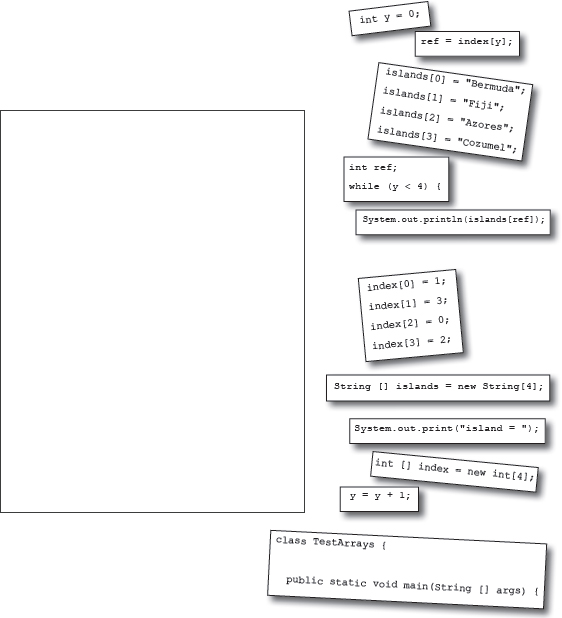 int y = 0;
ref = index[y];
islands[0] = "Bermuda";
islands[1] = "Fiji";
islands[2] = "Azores";
islands[3] = "Cozumel";
int ref;
while (y < 4) {
System.out.println(islands[ref]);
index[0] = 1;
index[1] = 3;
index[2] = 0;
index[3] = 2;
String [] islands = new String[4];
System.out.print("island = ");
int [] index = new int[4];
y = y + 1;
class TestArrays {
public static void main(String [] args) {